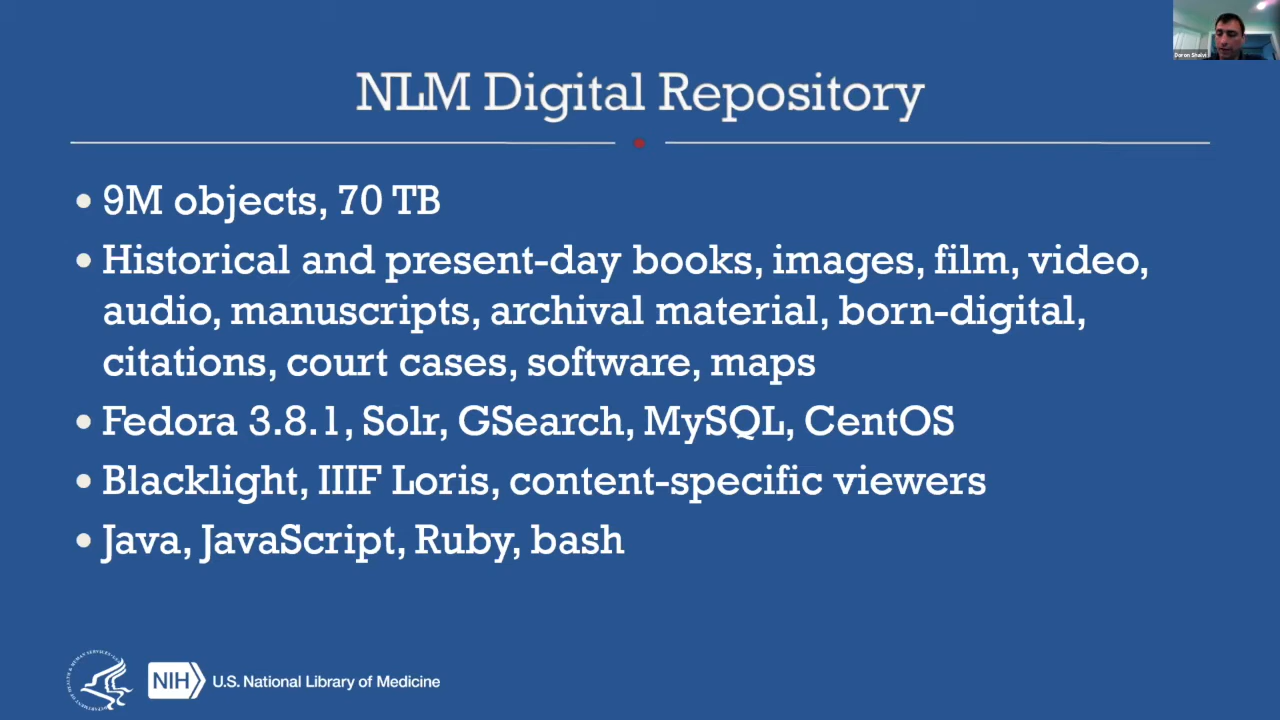 Doron Shalvi
NLM Digital Repository
• 9M objects, 70 TB
• Historical and present-day books, images, film, video,
audio, manuscripts, archival material, born-digital,
citations, court cases, software, maps
• Fedora 3.8.1, Solr, GSearch, MySQL, CentOS
• Blacklight, IIIF Loris, content-specific viewers
• Java, JavaScript, Ruby, bash
NIH U.S. National Library of Medicine